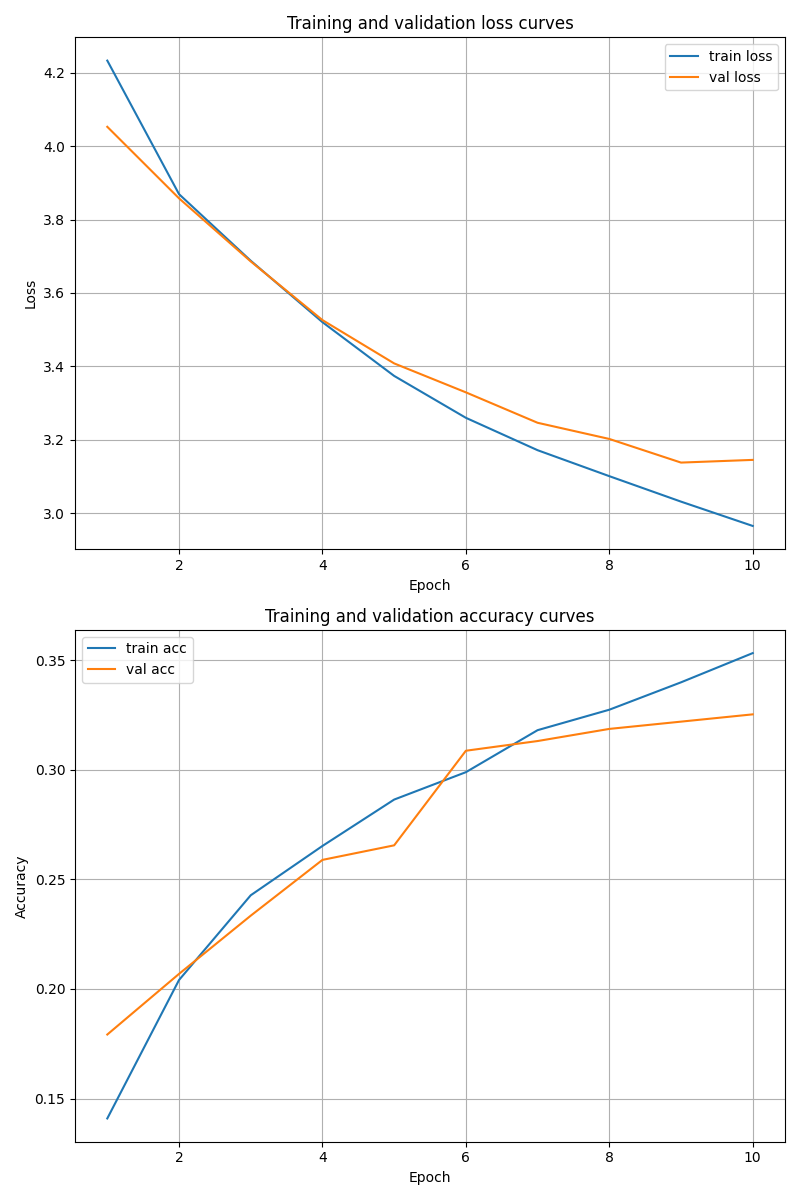 Training and validation loss curves
train loss
val loss
4.2
4.0
3.8
3.6
3.4
3.2
3.0
Loss
2 4 6 8 10
Epoch
Training and validation accuracy curves
train acc
val acc
0.35
0.30
0.25
0.20
0.15
Accuracy
2 4 6 8 10
Epoch